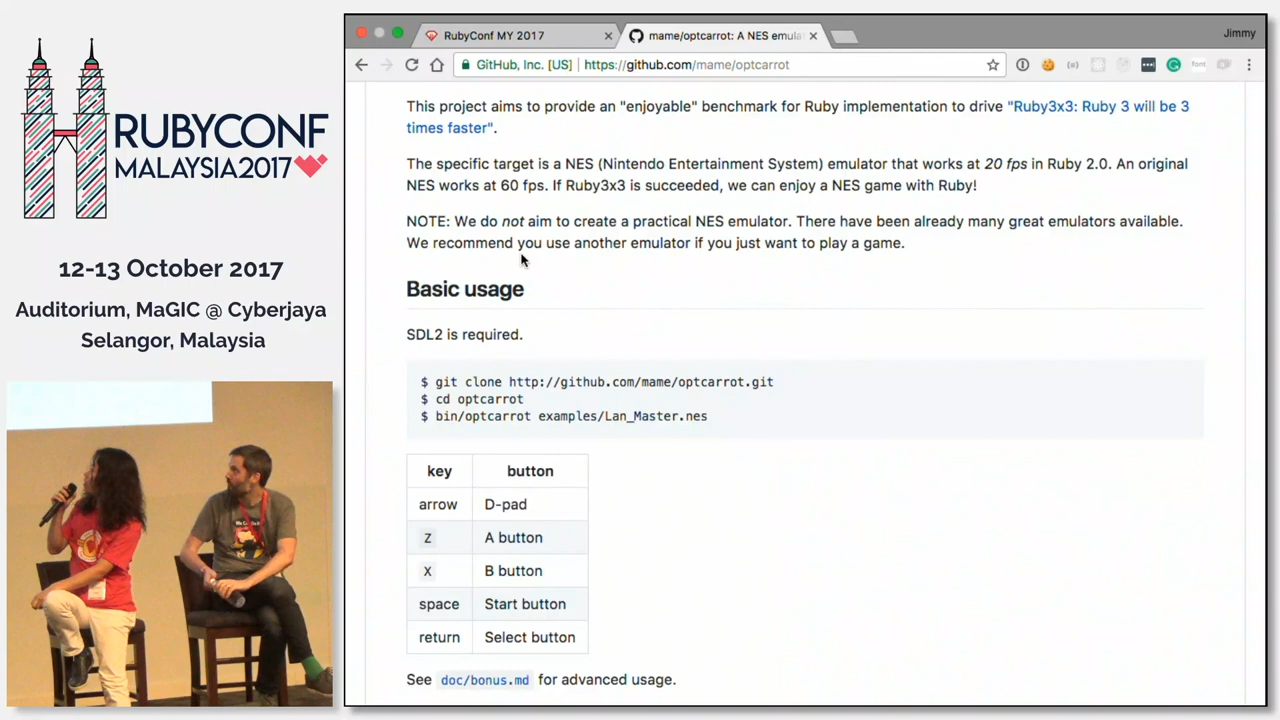 RUBYCONF
MALAYSIA2017
12-13 October 2017
Auditorium, MaGIC @ Cyberjaya
Selangor, Malaysia
RubyConf MY 2017
mame/optcarrot: A NES emula
Jimmy
GitHub, Inc. [US] | https://github.com/mame/optcarrot
This project aims to provide an "enjoyable" benchmark for Ruby implementation to drive "Ruby3x3: Ruby 3 will be 3
times faster".
The specific target is a NES (Nintendo Entertainment System) emulator that works at 20 fps in Ruby 2.0. An original
NES works at 60 fps. If Ruby3x3 is succeeded, we can enjoy a NES game with Ruby!
NOTE: We do not aim to create a practical NES emulator. There have been already many great emulators available.
We recommend you use another emulator if you just want to play a game.
Basic usage
SDL2 is required.
$ git clone http://github.com/mame/optcarrot.git
$ cd optcarrot
$ bin/optcarrot examples/Lan_Master.nes
key button
arrow D-pad
Z A button
X B button
space Start button
return Select button
See doc/bonus.md for advanced usage.